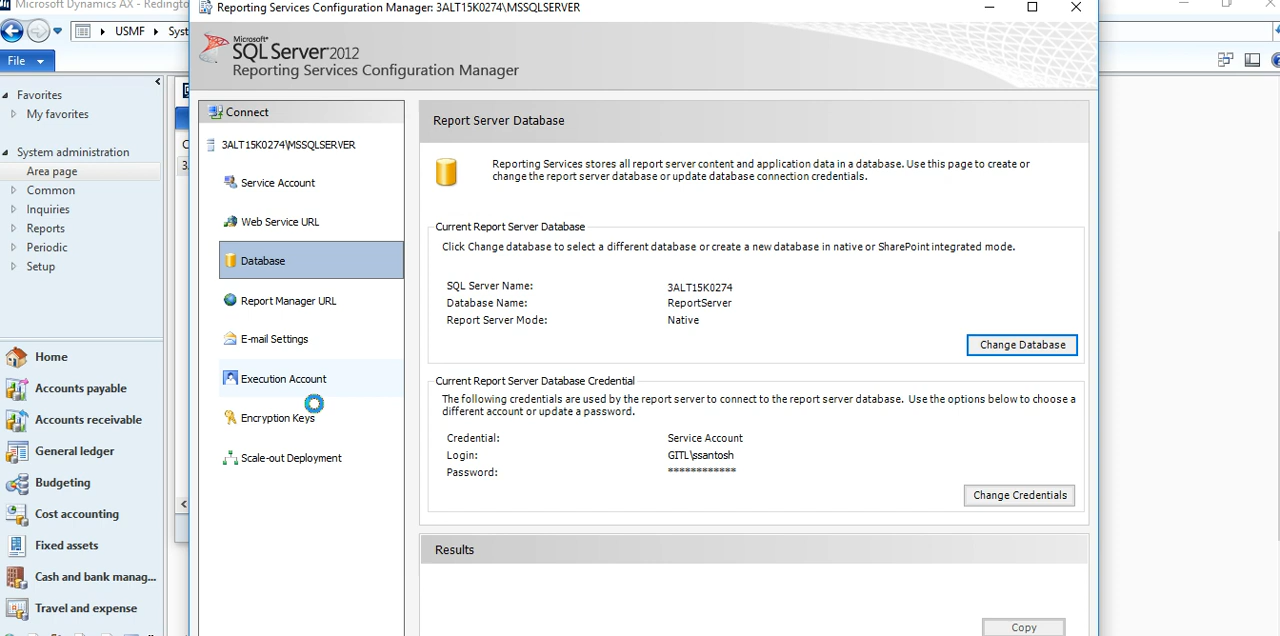 Microsoft Dynamics AX - Redingto
Reporting Services Configuration Manager: 3ALT15K0274\MSSQLSERVER
USMF
Syst
File
Favorites
My favorites
System administration
Area page
Common
Inquiries
Reports
Periodic
Setup
Home
Accounts payable
Accounts receivable
General ledger
Budgeting
Cost accounting
Fixed assets
Cash and bank manag...
Travel and expense
C
3.
Microsoft®
SQL Server 2012
Reporting Services Configuration Manager
Connect
3ALT15K0274\MSSQLSERVER
Service Account
Web Service URL
Database
Report Manager URL
E-mail Settings
Execution Account
Encryption Keys
Scale-out Deployment
Report Server Database
Reporting Services stores all report server content and application data in a database. Use this page to create or
change the report server database or update database connection credentials.
Current Report Server Database
Click Change database to select a different database or create a new database in native or SharePoint integrated mode.
SQL Server Name: 3ALT15K0274
Database Name: ReportServer
Report Server Mode: Native
Change Database
Current Report Server Database Credential
The following credentials are used by the report server to connect to the report server database. Use the options below to choose a
different account or update a password.
Credential: Service Account
Login: GITL\ssantosh
Password: ************
Change Credentials
Results
Copy